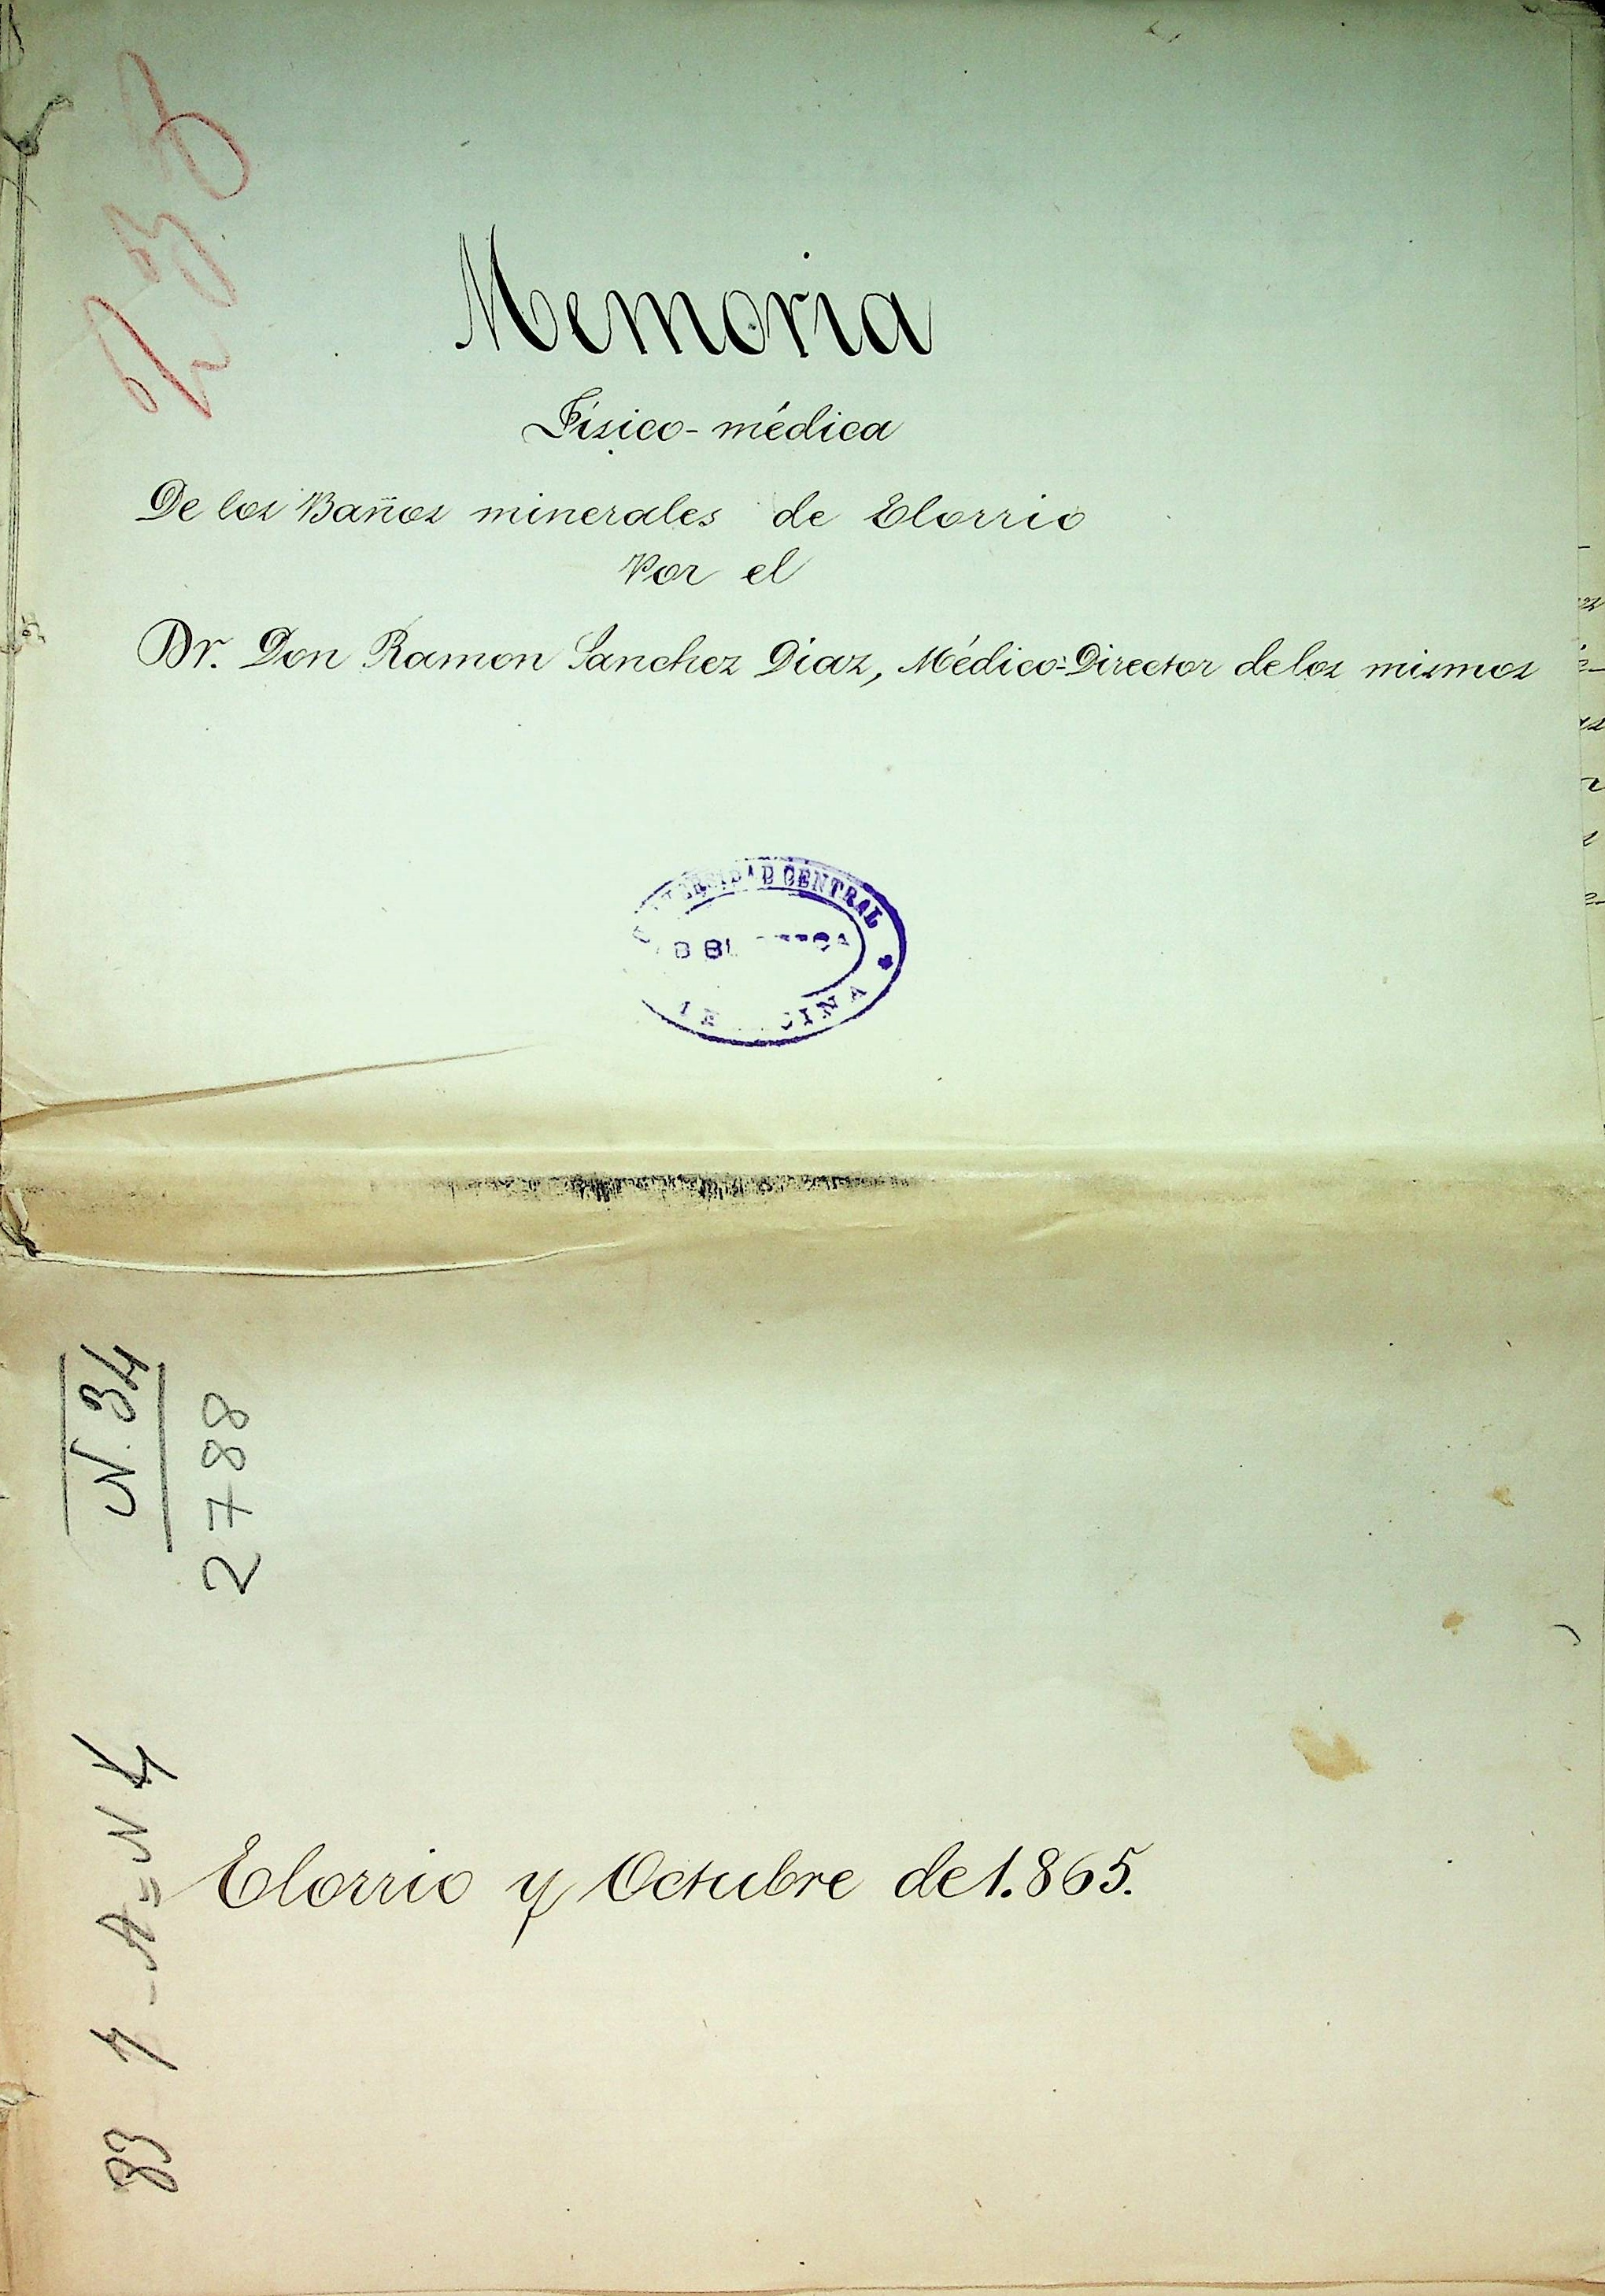 Memoria
Físico-médica
De los Baños minerales de Elorrio
Por el
Dr. Don Ramon Sanchez Diaz, Médico-Director de los mismos
CENTRAL
N. 34
2788
Elorrio y Octubre de 1.865.